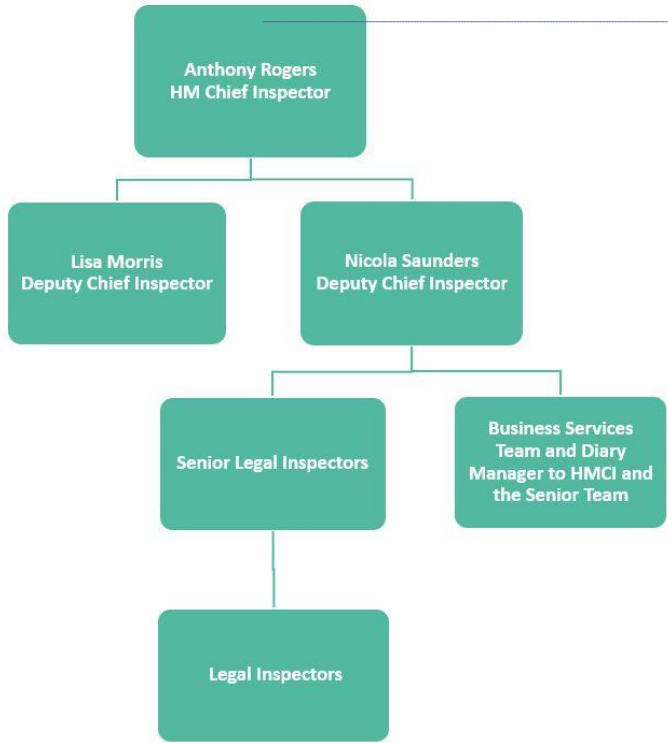 Anthony Rogers
HM Chief Inspector
Lisa Morris
Deputy Chief Inspector
Nicola Saunders
Deputy Chief Inspector
Senior Legal Inspectors
Business Services
Team and Diary
Manager to HMCI and
the Senior Team
Legal Inspectors